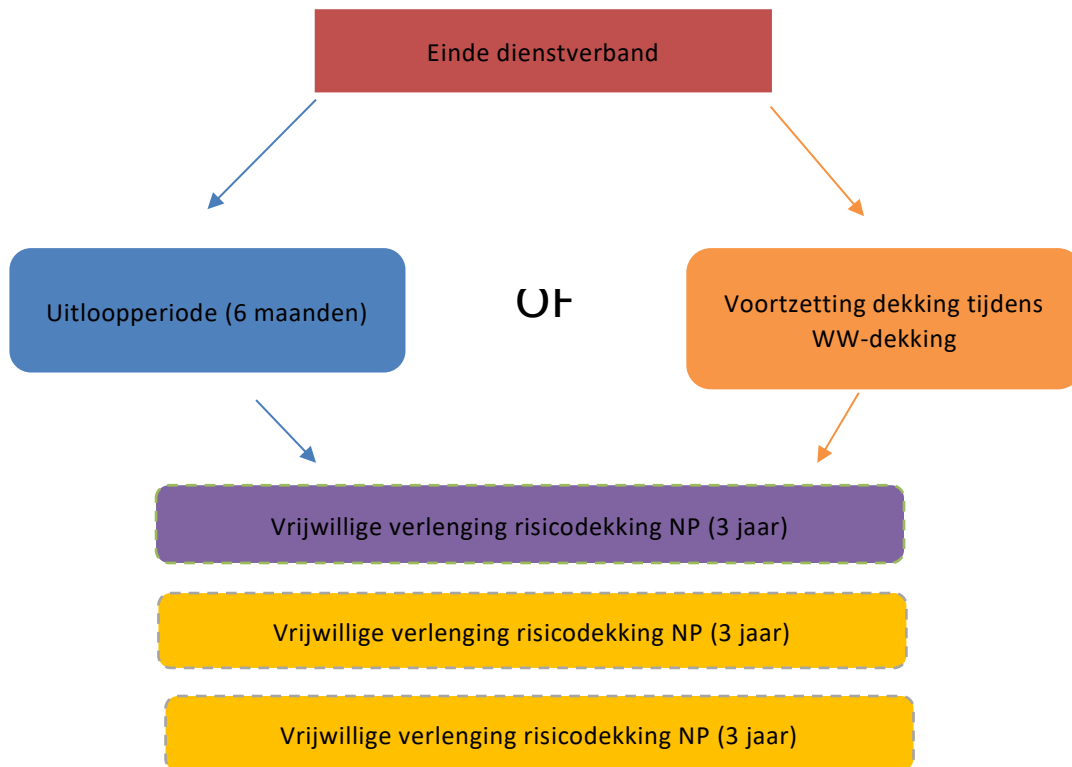 Einde dienstverband
Uitloopperiode (6 maanden)
OF
Voortzetting dekking tijdens
WW-dekking
Vrijwillige verlenging risicodekking NP (3 jaar)
Vrijwillige verlenging risicodekking NP (3 jaar)
Vrijwillige verlenging risicodekking NP (3 jaar)